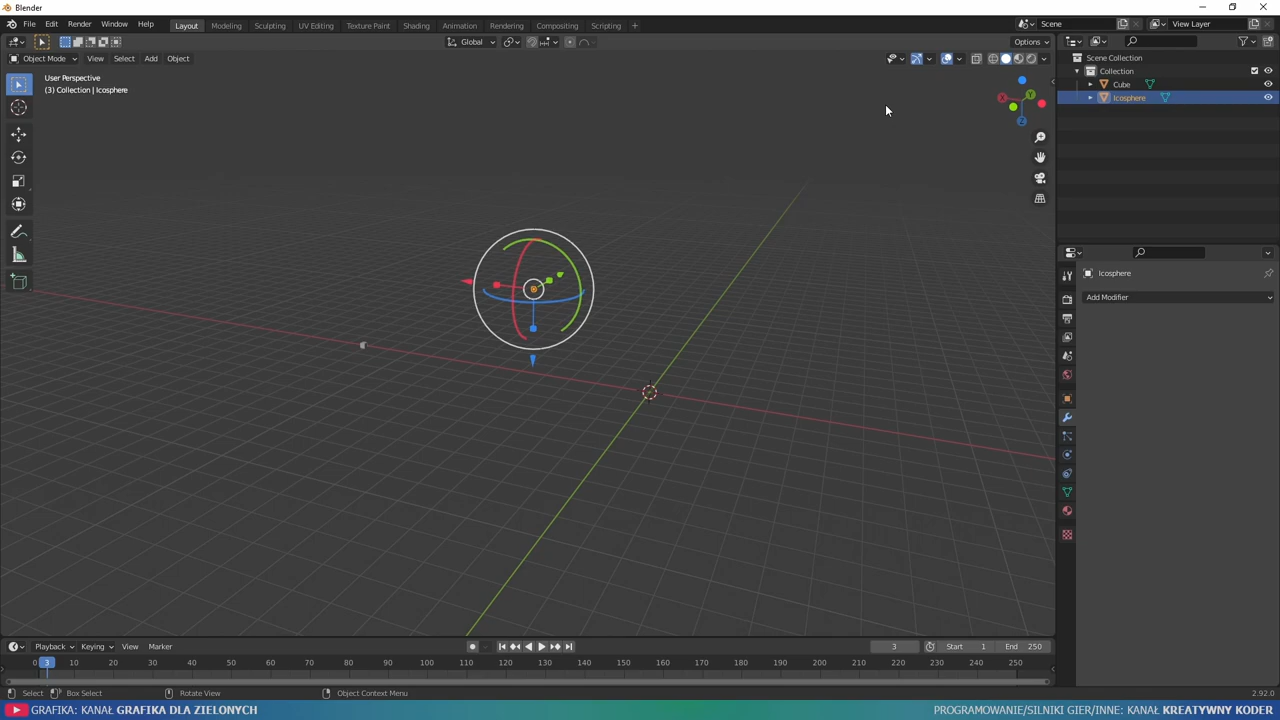 Blender
File Edit Render Window Help Layout Modeling Sculpting UV Editing Texture Paint Shading Animation Rendering Compositing Scripting + Scene View Layer
Global Options
Object Mode View Select Add Object
User Perspective
(3) Collection | Icosphere
Scene Collection
Collection
Cube
Icosphere
X Y Z
Icosphere
Add Modifier
Playback Keying View Marker 3 Start 1 End 250
0 3 10 20 30 40 50 60 70 80 90 100 110 120 130 140 150 160 170 180 190 200 210 220 230 240 250
Select Box Select Rotate View Object Context Menu 2.92.0
GRAFIKA: KANAŁ GRAFIKA DLA ZIELONYCH PROGRAMOWANIE/SILNIKI GIER/INNE: KANAŁ KREATYWNY KODER